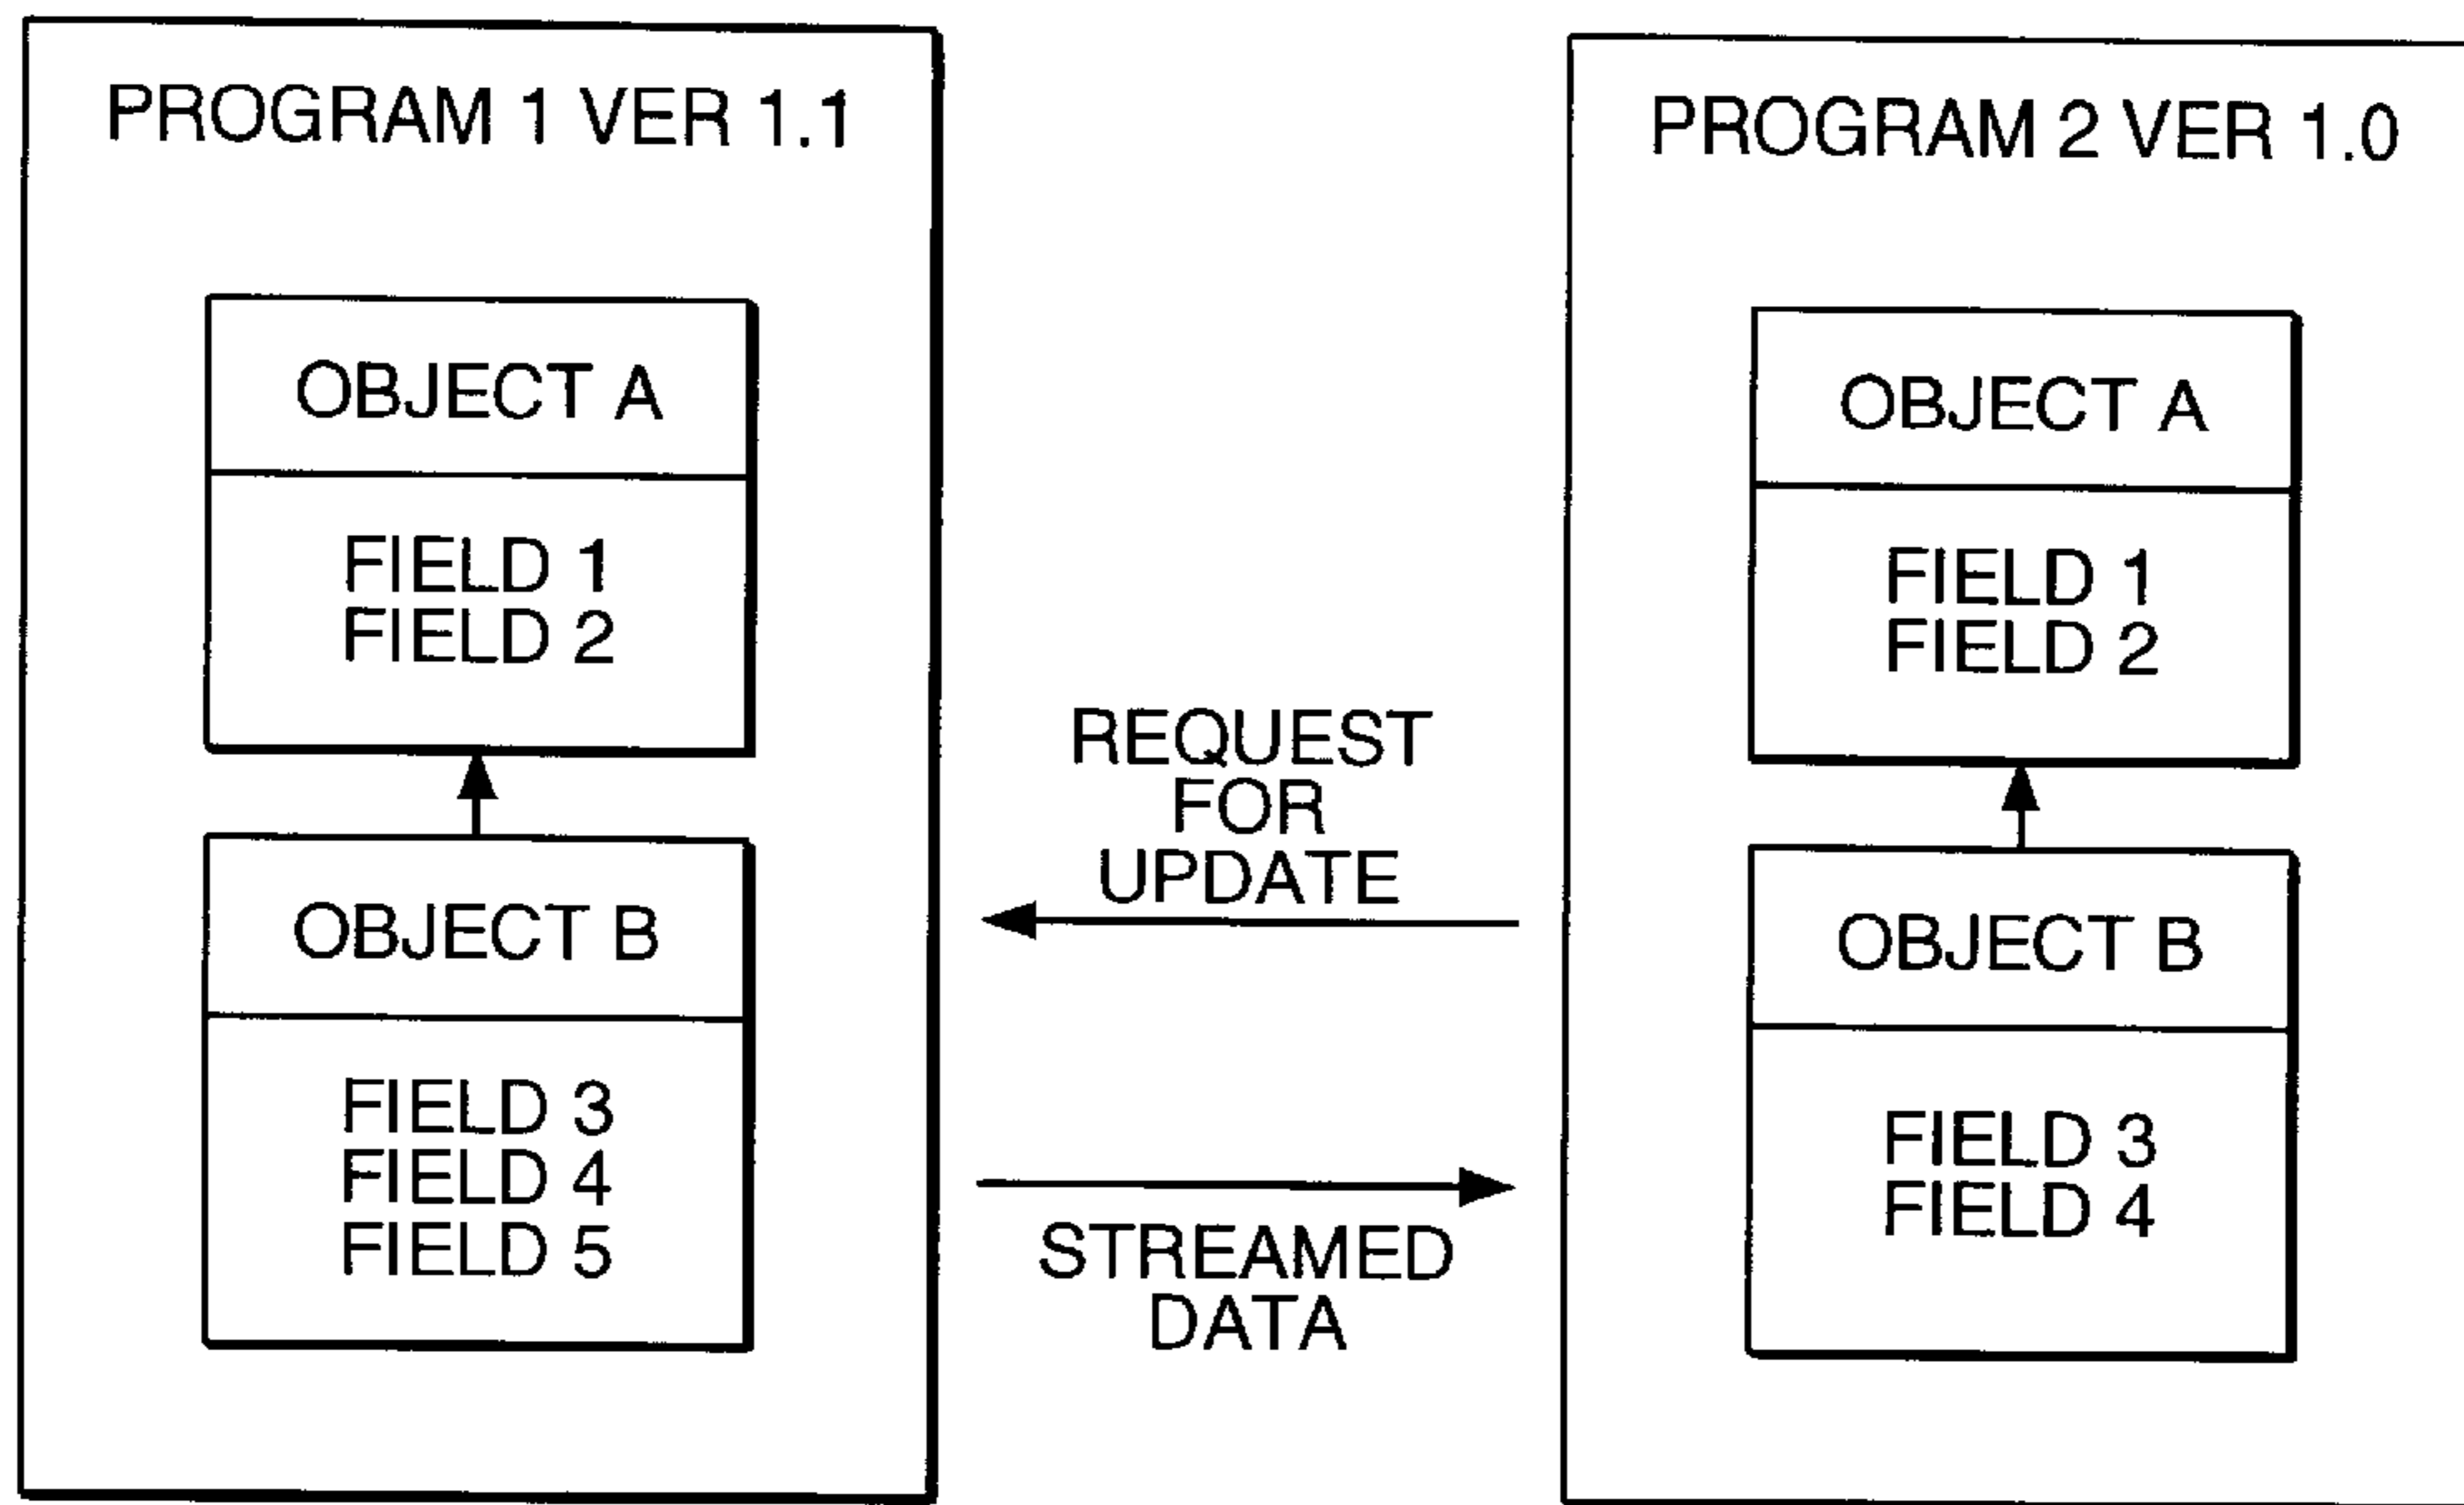 PROGRAM 1 VER 1.1
OBJECT A
FIELD 1
FIELD 2
OBJECT B
FIELD 3
FIELD 4
FIELD 5
REQUEST
FOR
UPDATE
STREAMED
DATA
PROGRAM 2 VER 1.0
OBJECT A
FIELD 1
FIELD 2
OBJECT B
FIELD 3
FIELD 4